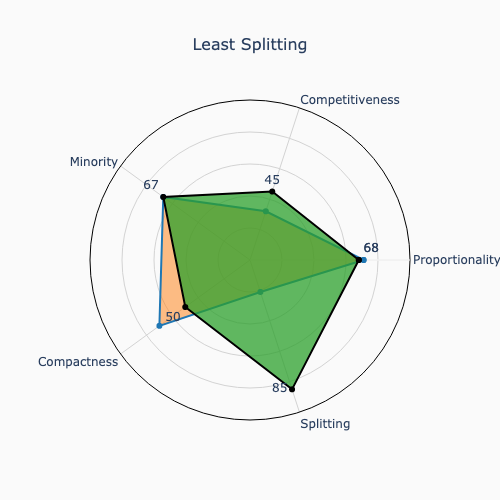 Least Splitting
Competitiveness
Minority
67
45
68
Proportionality
50
Compactness
85
Splitting